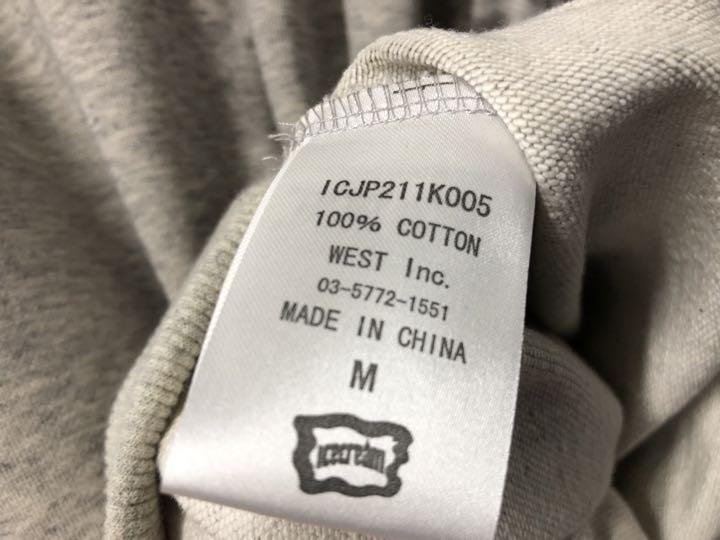 ICJP211K005
100% COTTON
WEST Inc.
03-5772-1551
MADE IN CHINA
M
icecream